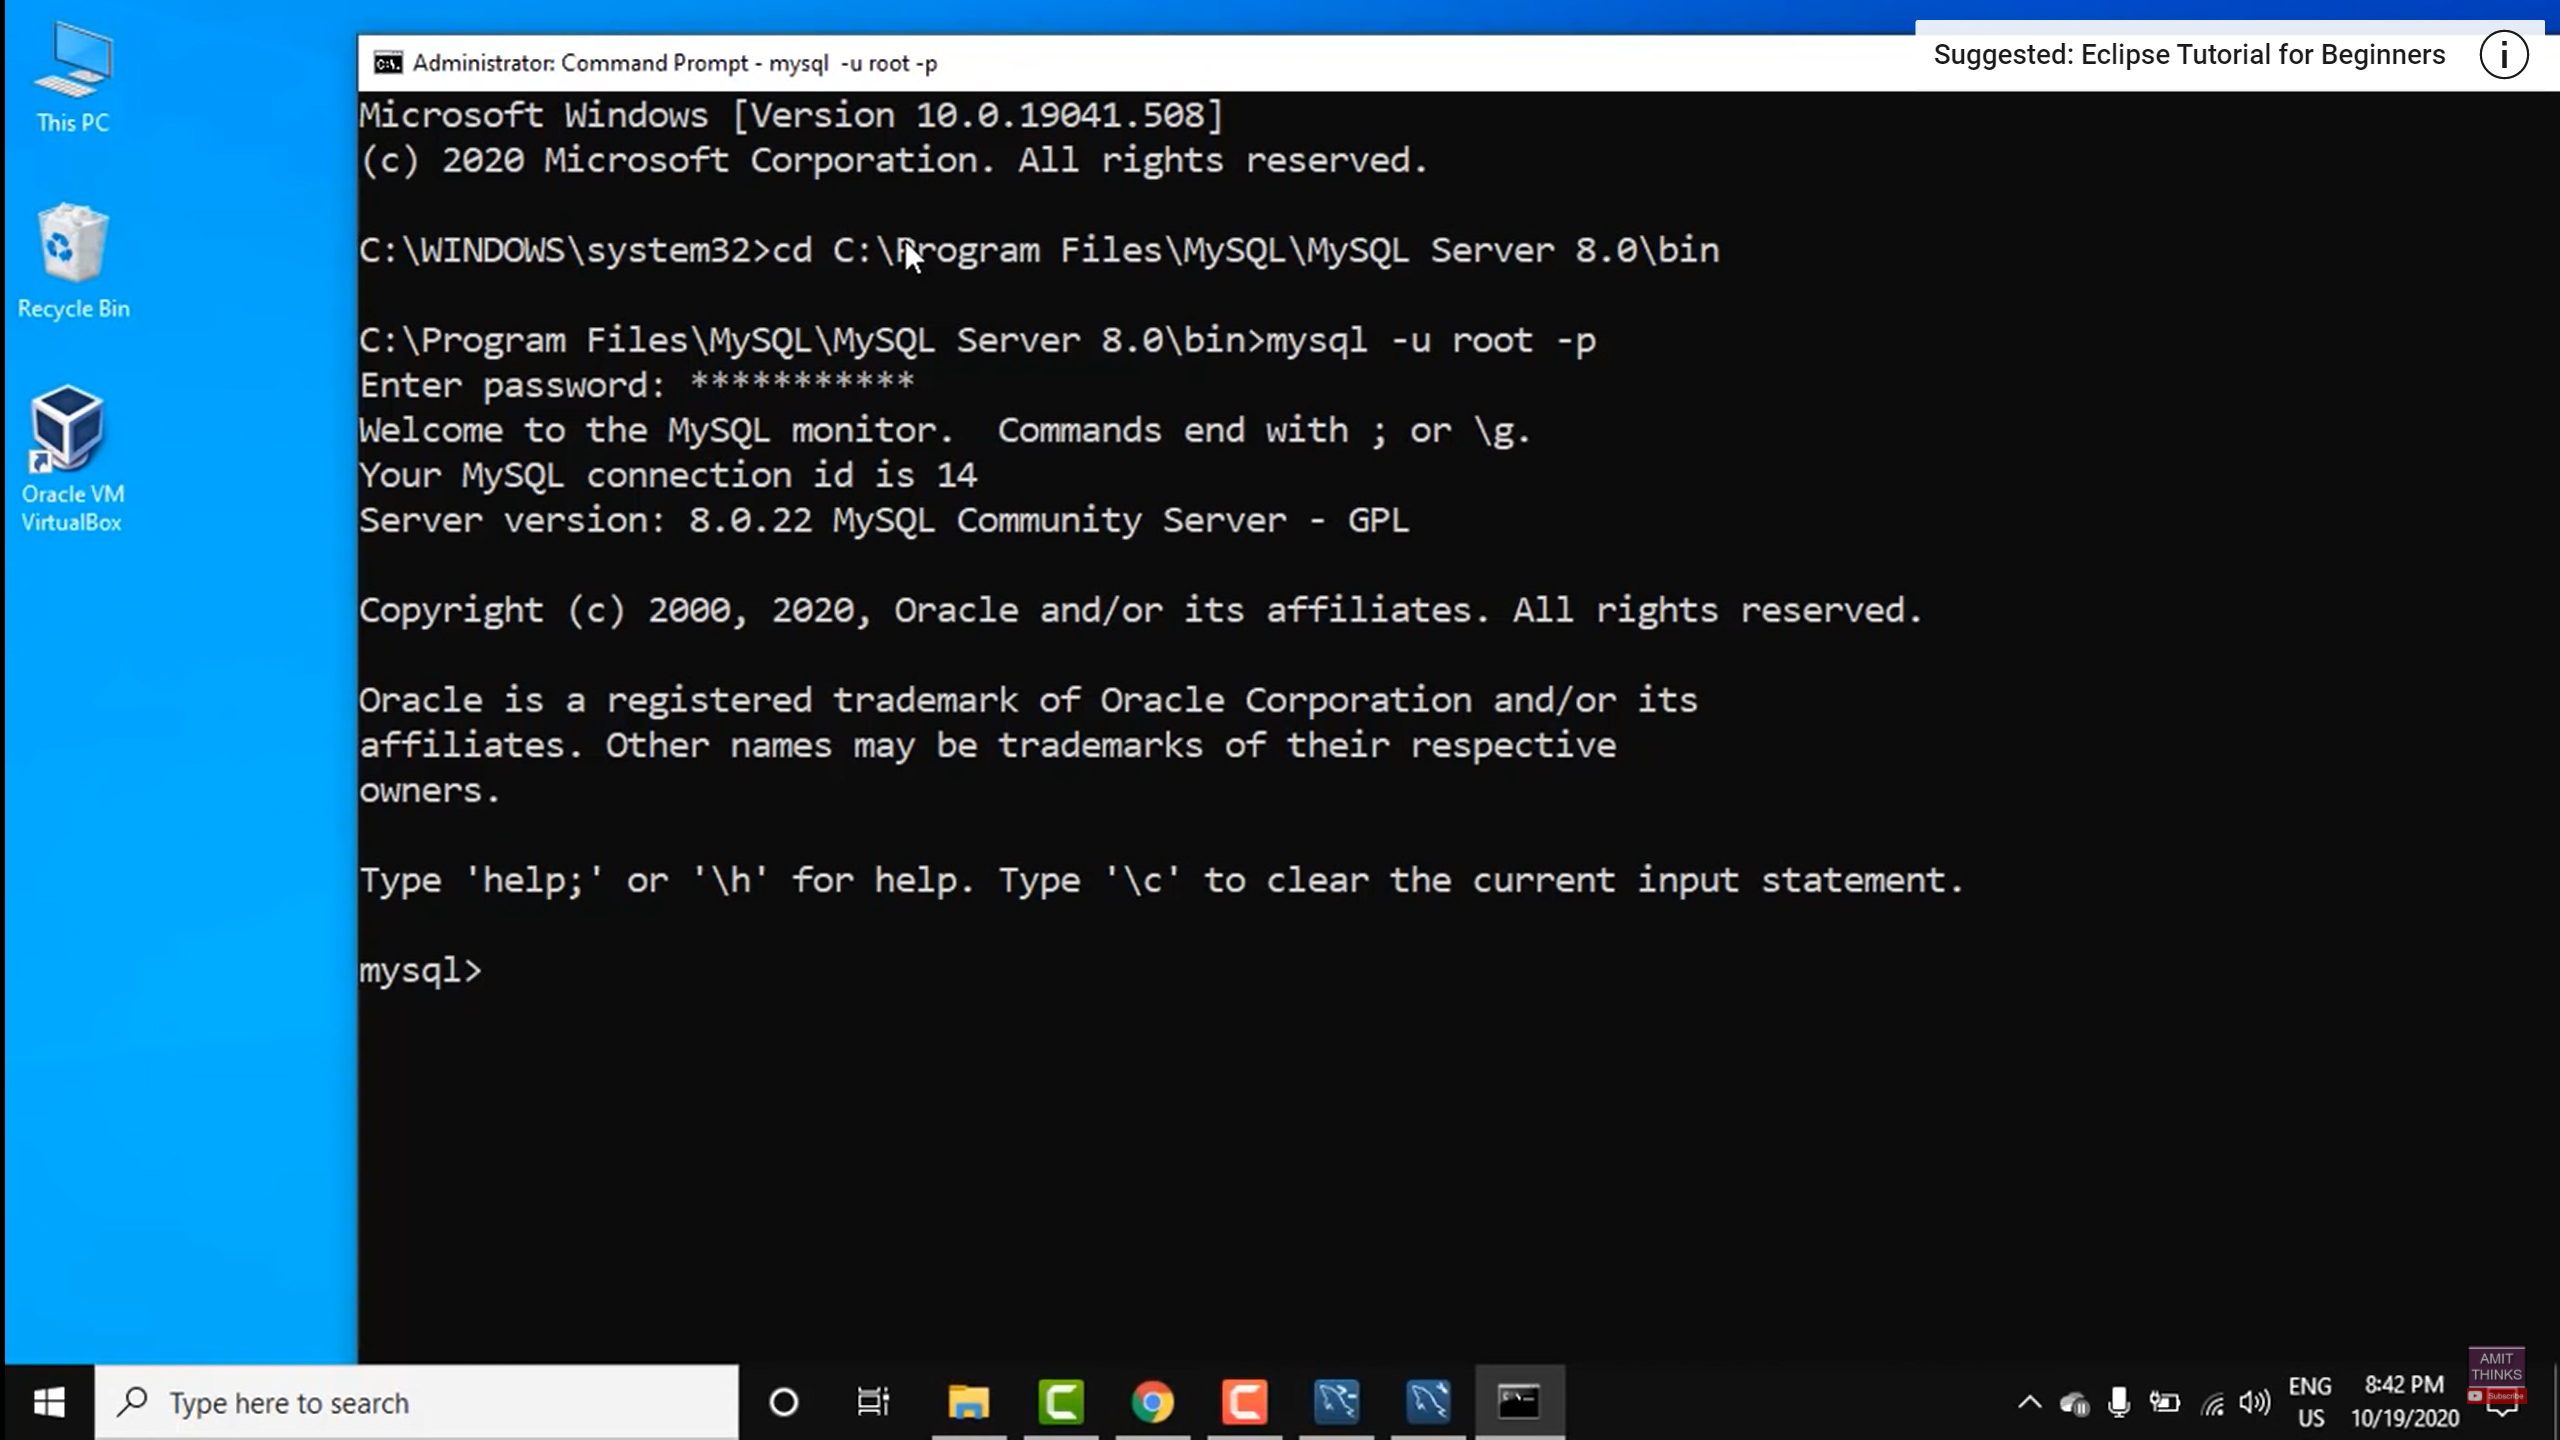 This PC
Recycle Bin
Oracle VM
VirtualBox
Administrator: Command Prompt - mysql  -u root -p
Suggested: Eclipse Tutorial for Beginners
Microsoft Windows [Version 10.0.19041.508]
(c) 2020 Microsoft Corporation. All rights reserved.
C:\WINDOWS\system32>cd C:\Program Files\MySQL\MySQL Server 8.0\bin
C:\Program Files\MySQL\MySQL Server 8.0\bin>mysql -u root -p
Enter password: ***********
Welcome to the MySQL monitor.  Commands end with ; or \g.
Your MySQL connection id is 14
Server version: 8.0.22 MySQL Community Server - GPL
Copyright (c) 2000, 2020, Oracle and/or its affiliates. All rights reserved.
Oracle is a registered trademark of Oracle Corporation and/or its
affiliates. Other names may be trademarks of their respective
owners.
Type 'help;' or '\h' for help. Type '\c' to clear the current input statement.
mysql>
Type here to search
ENG
US
8:42 PM
10/19/2020
AMIT
THINKS
Subscribe